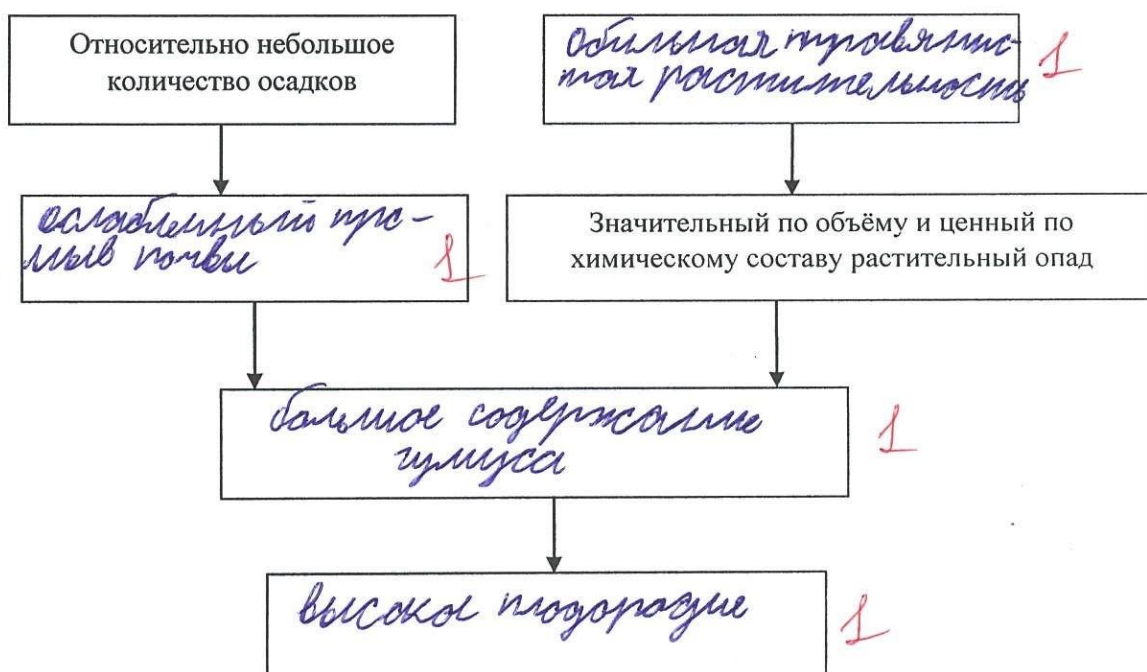 Относительно небольшое
количество осадков
обильная травянис-
тая растительность
1
ослабленный про-
мыв почвы
1
Значительный по объёму и ценный по
химическому составу растительный опад
большое содержание
гумуса
1
высокое плодородие
1